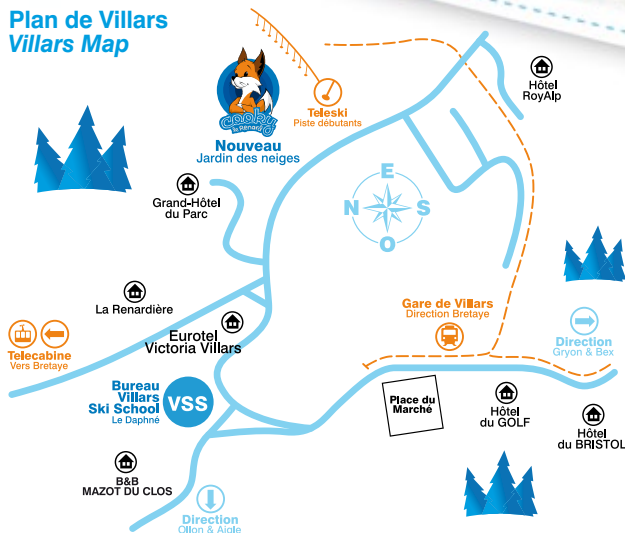 Plan de Villars
Villars Map
Cooky
le Renard
Nouveau
Jardin des neiges
Teleski
Piste débutants
Hôtel
RoyAlp
Grand-Hôtel
du Parc
E
N
S
O
La Renardière
Eurotel
Victoria Villars
Gare de Villars
Direction Bretaye
Telecabine
Vers Bretaye
Direction
Gryon & Bex
Bureau
Villars
Ski School
Le Daphné
VSS
Place du
Marché
Hôtel
du GOLF
Hôtel
du BRISTOL
B&B
MAZOT DU CLOS
Direction
Ollon & Aigle